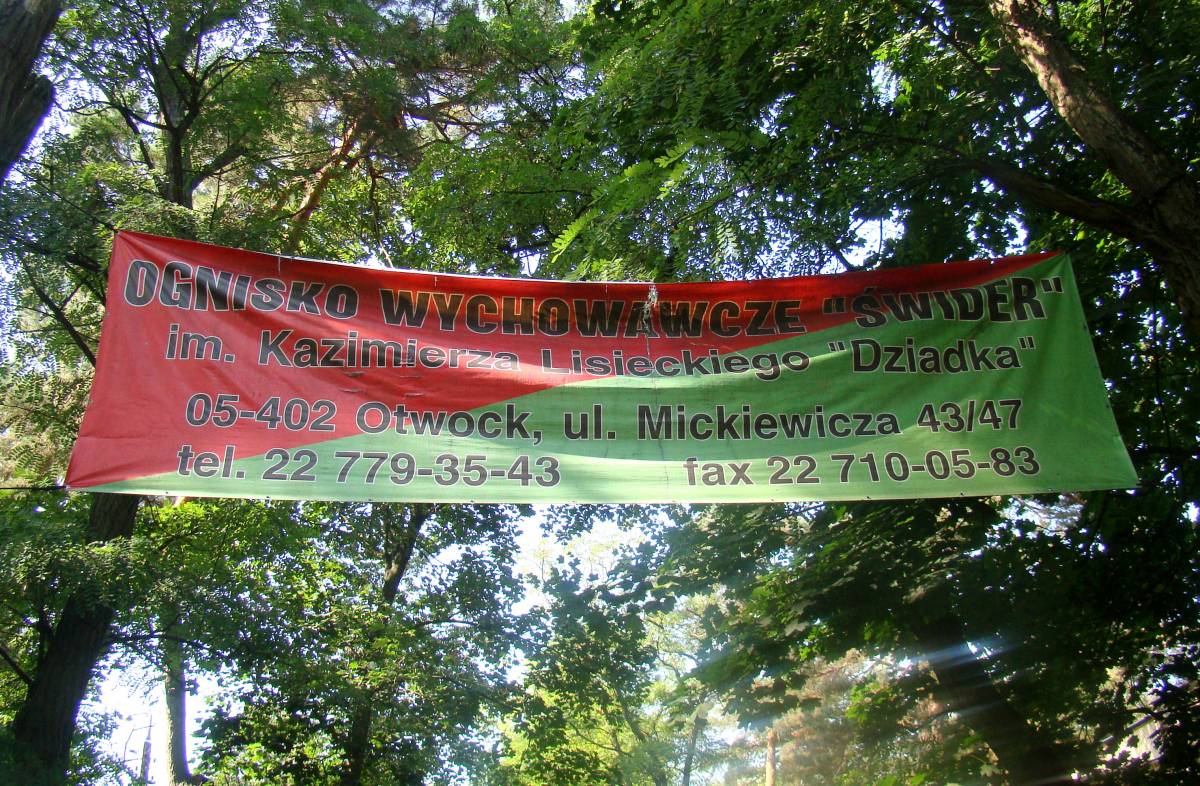 OGNISKO WYCHOWAWCZE "ŚWIDER"
im. Kazimierza Lisieckiego "Dziadka"
05-402 Otwock, ul. Mickiewicza 43/47
tel. 22 779-35-43 fax 22 710-05-83